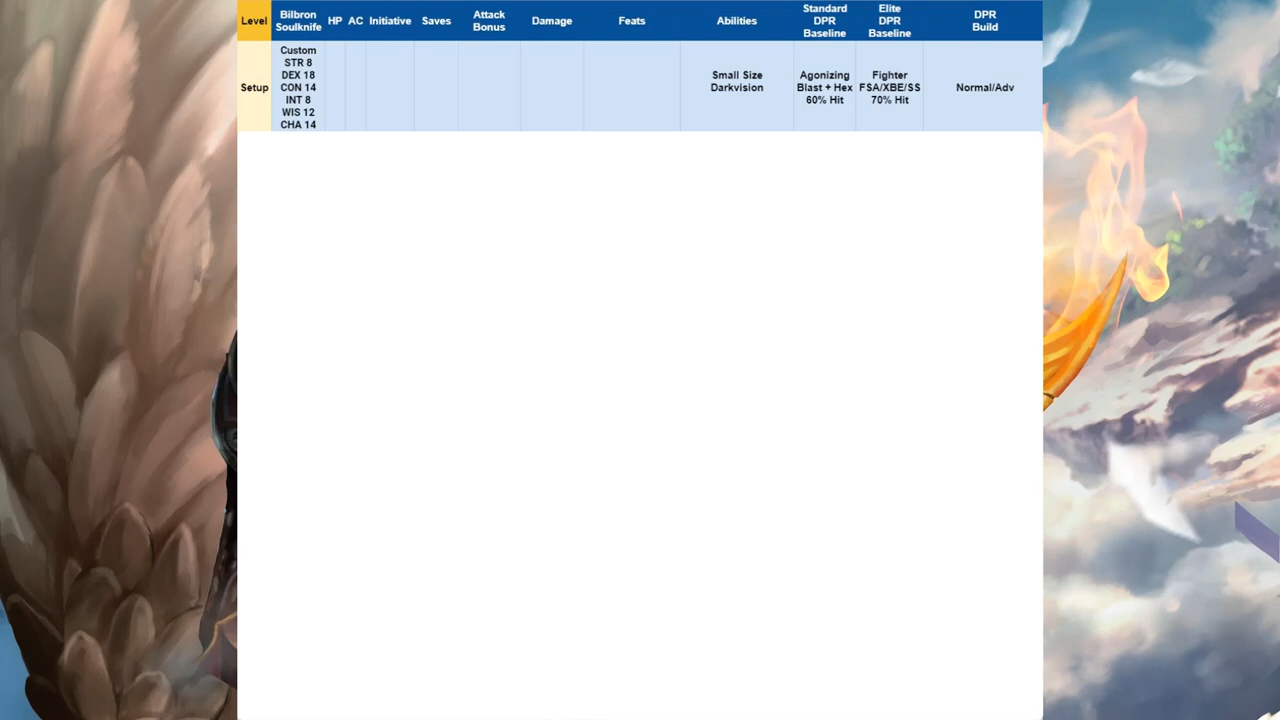 Level
Bilbron
Soulknife
HP
AC
Initiative
Saves
Attack
Bonus
Damage
Feats
Abilities
Standard
DPR
Baseline
Elite
DPR
Baseline
DPR
Build
Setup
Custom
STR 8
DEX 18
CON 14
INT 8
WIS 12
CHA 14
Small Size
Darkvision
Agonizing
Blast + Hex
60% Hit
Fighter
FSA/XBE/SS
70% Hit
Normal/Adv